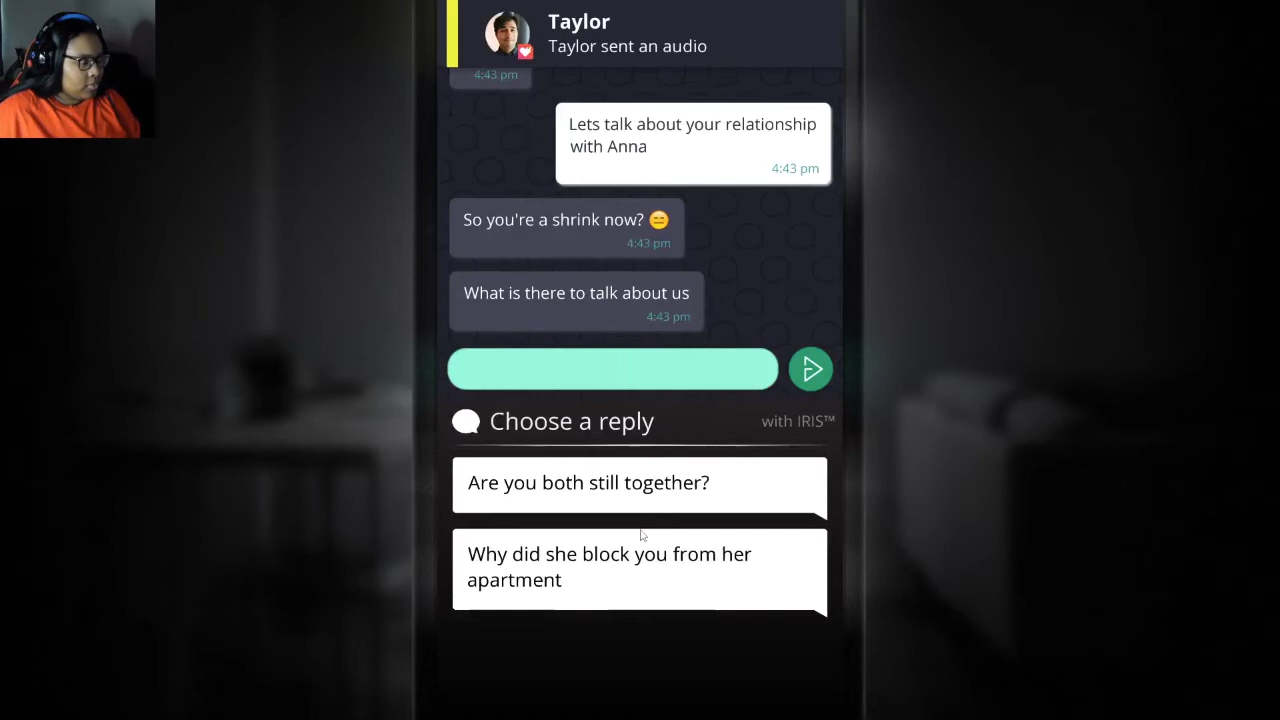 Taylor
Taylor sent an audio
4:43 pm
Lets talk about your relationship
with Anna
4:43 pm
So you're a shrink now? 😑
4:43 pm
What is there to talk about us
4:43 pm
Choose a reply
with IRIS™
Are you both still together?
Why did she block you from her
apartment